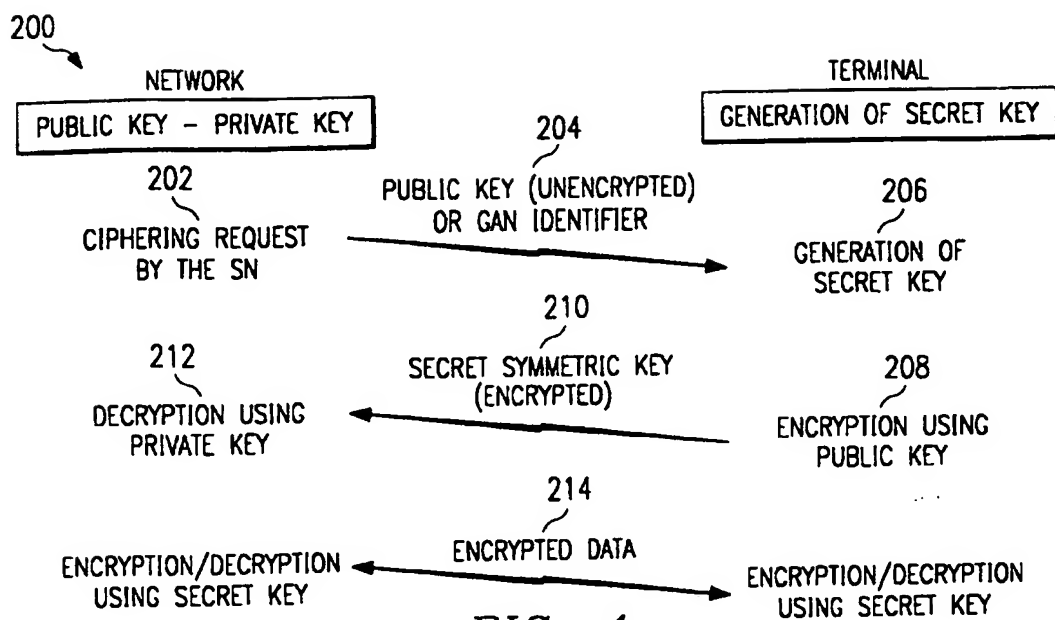 200
NETWORK
PUBLIC KEY – PRIVATE KEY
TERMINAL
GENERATION OF SECRET KEY
202
CIPHERING REQUEST
BY THE SN
204
PUBLIC KEY (UNENCRYPTED)
OR GAN IDENTIFIER
206
GENERATION OF
SECRET KEY
212
DECRYPTION USING
PRIVATE KEY
210
SECRET SYMMETRIC KEY
(ENCRYPTED)
208
ENCRYPTION USING
PUBLIC KEY
ENCRYPTION/DECRYPTION
USING SECRET KEY
214
ENCRYPTED DATA
ENCRYPTION/DECRYPTION
USING SECRET KEY